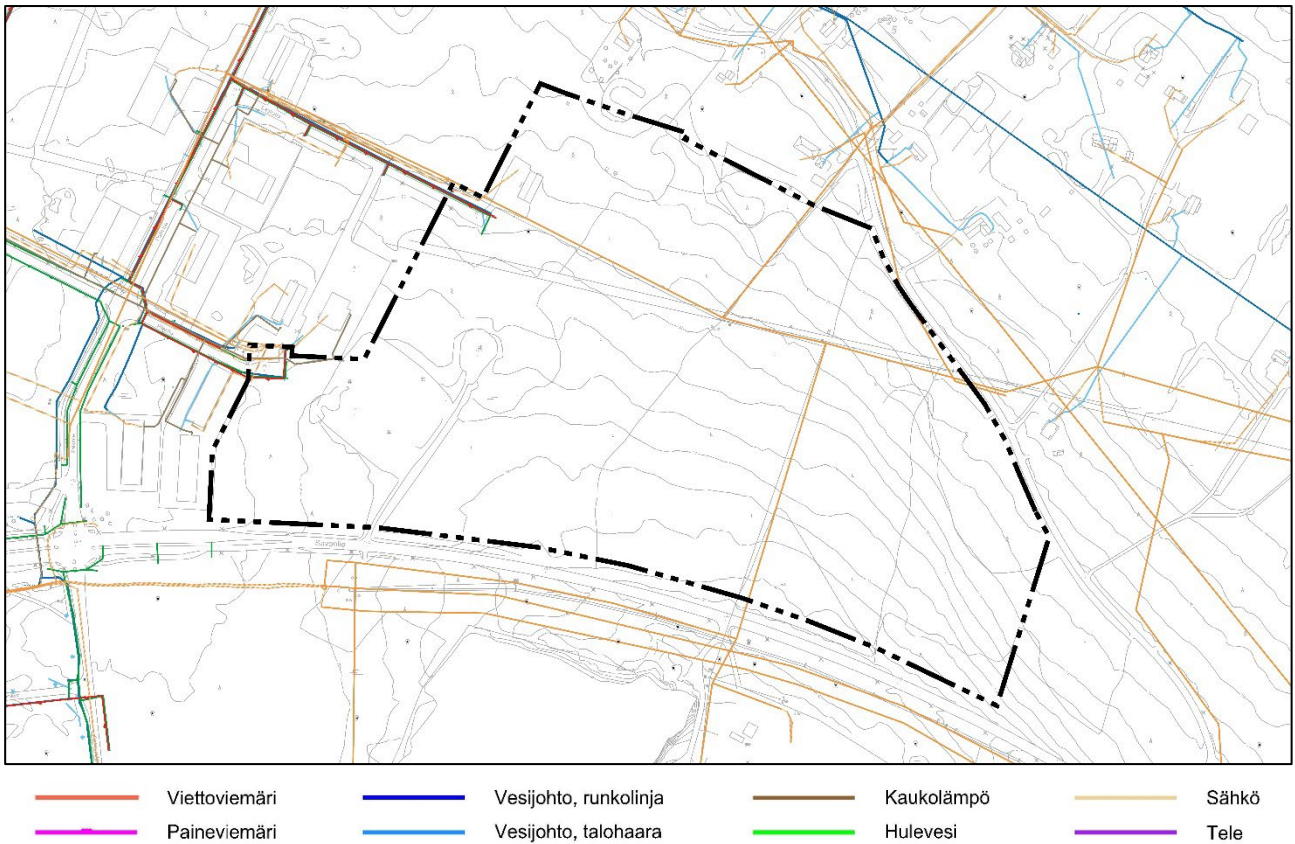 Viettoviemäri
Vesijohto, runkolinja
Kaukolämpö
Sähkö
Paineviemäri
Vesijohto, talohaara
Hulevesi
Tele